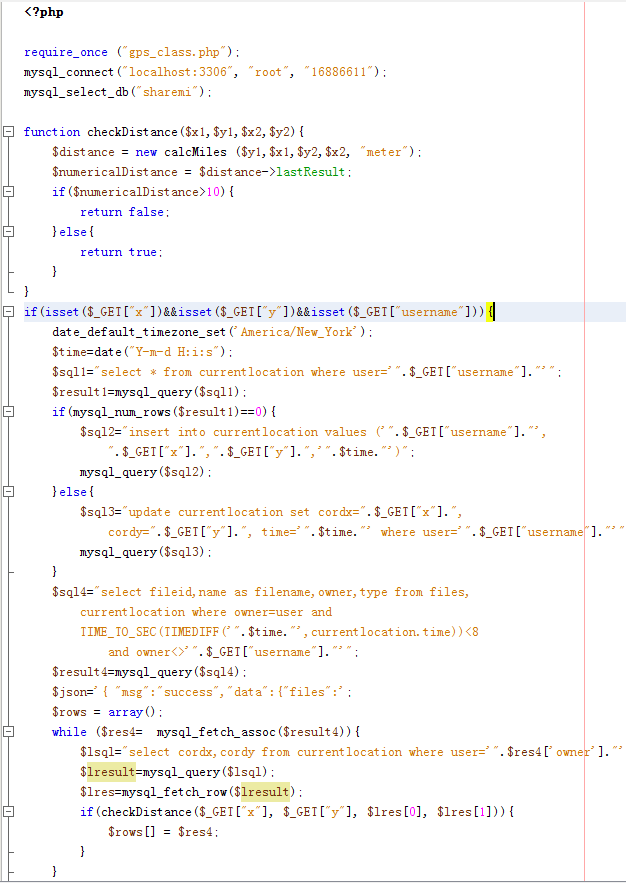 <?php
require_once ("gps_class.php");
mysql_connect("localhost:3306", "root", "16886611");
mysql_select_db("sharemi");
function checkDistance($x1,$y1,$x2,$y2){
$distance = new calcMiles ($y1,$x1,$y2,$x2, "meter");
$numericalDistance = $distance->lastResult;
if($numericalDistance>10){
return false;
}else{
return true;
}
}
if(isset($_GET["x"])&&isset($_GET["y"])&&isset($_GET["username"])){
date_default_timezone_set('America/New_York');
$time=date("Y-m-d H:i:s");
$sql1="select * from currentlocation where user='".$_GET["username"]."'";
$result1=mysql_query($sql1);
if(mysql_num_rows($result1)==0){
$sql2="insert into currentlocation values ('".$_GET["username"]."',
".$_GET["x"].",".$_GET["y"].",'".$time."')";
mysql_query($sql2);
}else{
$sql3="update currentlocation set cordx=".$_GET["x"].",
cordy=".$_GET["y"].", time='".$time."' where user='".$_GET["username"]."'"
mysql_query($sql3);
}
$sql4="select fileid,name as filename,owner,type from files,
currentlocation where owner=user and
TIME_TO_SEC(TIMEDIFF('".$time."',currentlocation.time))<8
and owner<>'".$_GET["username"]."'";
$result4=mysql_query($sql4);
$json='{ "msg":"success","data":{"files":';
$rows = array();
while ($res4=  mysql_fetch_assoc($result4)){
$lsql="select cordx,cordy from currentlocation where user='".$res4['owner']."'"
$lresult=mysql_query($lsql);
$lres=mysql_fetch_row($lresult);
if(checkDistance($_GET["x"], $_GET["y"], $lres[0], $lres[1])){
$rows[] = $res4;
}
}